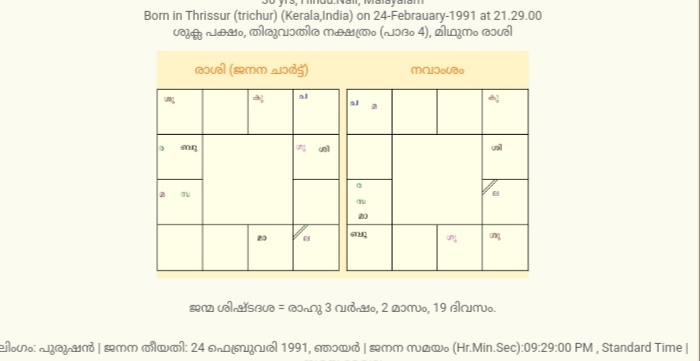 30 yrs, Hindu.Nair, Malayalam
Born in Thrissur (trichur) (Kerala,India) on 24-Febrauary-1991 at 21.29.00
ശുക്ല പക്ഷം, തിരുവാതിര നക്ഷത്രം (പാദം 4), മിഥുനം രാശി
രാശി (ജനന ചാർട്ട്) നവാംശം
ശു കു ച ച മ കു
ര ബു ഗു ശി ശി
മ സ ല
ര
സ
മാ
മാ ല ബു ഗു ശു
ജന്മ ശിഷ്ടദശ = രാഹു 3 വർഷം, 2 മാസം, 19 ദിവസം.
ലിംഗം: പുരുഷൻ | ജനന തീയതി: 24 ഫെബ്രുവരി 1991, ഞായർ | ജനന സമയം (Hr.Min.Sec):09:29:00 PM , Standard Time |